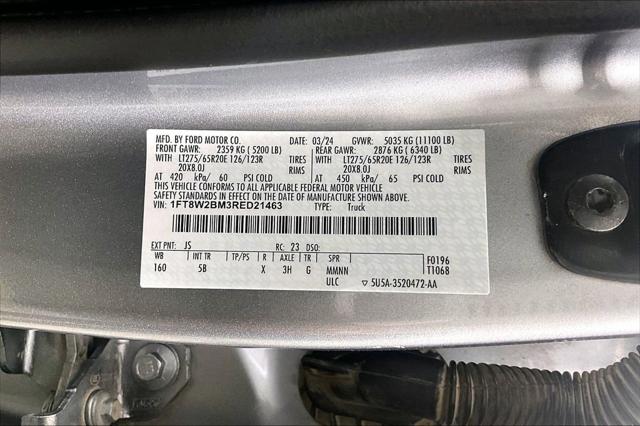 MFD. BY FORD MOTOR CO. DATE: 03/24 GVWR: 5035 KG (11100 LB)
FRONT GAWR: 2359 KG ( 5200 LB) REAR GAWR: 2876 KG ( 6340 LB)
WITH LT275/65R20E 126/123R TIRES WITH LT275/65R20E 126/123R TIRES
20X8.0J RIMS 20X8.0J RIMS
AT 420 kPa/ 60 PSI COLD AT 450 kPa/ 65 PSI COLD
THIS VEHICLE CONFORMS TO ALL APPLICABLE FEDERAL MOTOR VEHICLE
SAFETY STANDARDS IN EFFECT ON THE DATE OF MANUFACTURE SHOWN ABOVE.
VIN: 1FT8W2BM3RED21463 TYPE: Truck
EXT PNT: JS RC: 23 DSO:
WB INT TR TP/PS R AXLE TR SPR F0196
160 5B X 3H G MMNN T1068
ULC ▽ 5U5A-3520472-AA